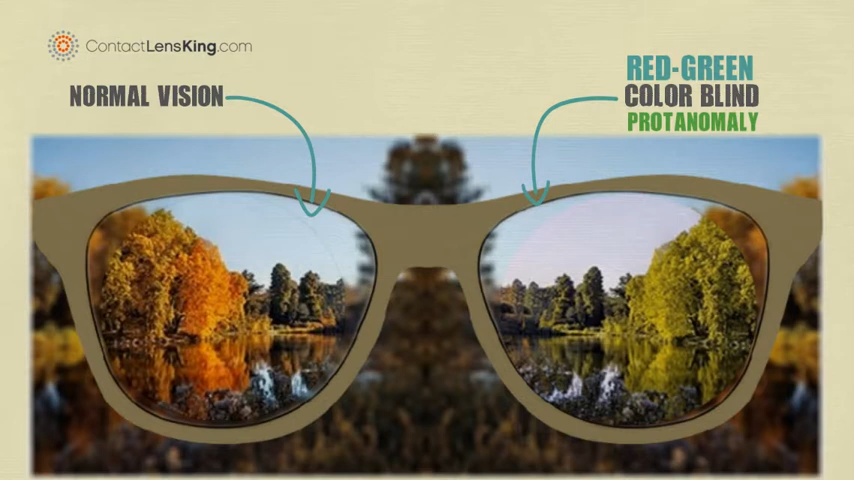 ContactLensKing.com
NORMAL VISION
RED-GREEN
COLOR BLIND
PROTANOMALY